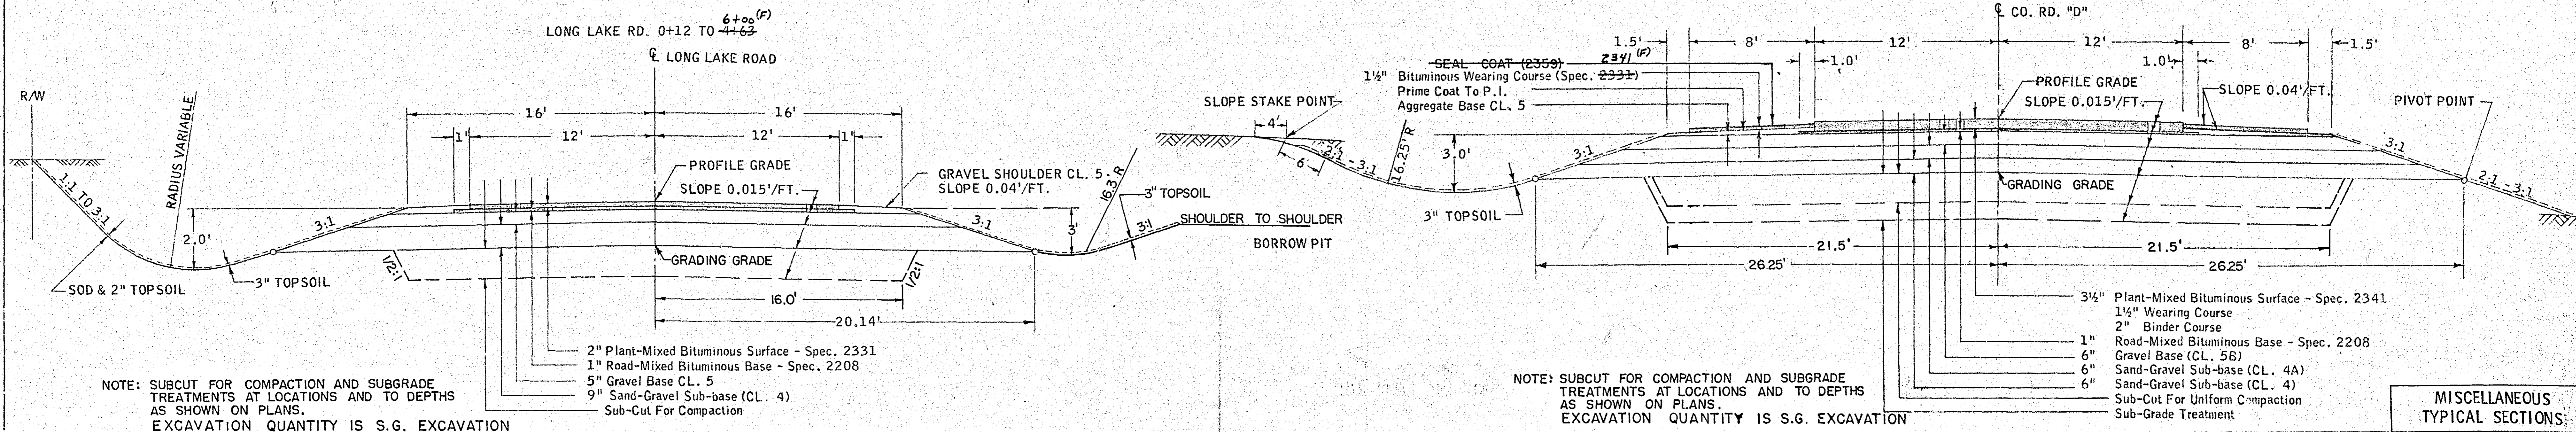 6+00 (F)
LONG LAKE RD. 0+12 TO 4+63
℄ LONG LAKE ROAD
R/W
RADIUS VARIABLE
16'
16'
1'
12'
12'
1'
PROFILE GRADE
SLOPE 0.015'/FT.
GRAVEL SHOULDER CL. 5
SLOPE 0.04'/FT.
16.3 R
3" TOPSOIL
1:1 TO 3:1
3:1
3:1
3:1
SHOULDER TO SHOULDER
BORROW PIT
2.0'
3'
GRADING GRADE
1/2:1
1/2:1
SOD & 2" TOPSOIL
3" TOPSOIL
16.0'
20.14'
2" Plant-Mixed Bituminous Surface - Spec. 2331
1" Road-Mixed Bituminous Base - Spec. 2208
5" Gravel Base CL. 5
9" Sand-Gravel Sub-base (CL. 4)
Sub-Cut For Compaction
NOTE: SUBCUT FOR COMPACTION AND SUBGRADE
TREATMENTS AT LOCATIONS AND TO DEPTHS
AS SHOWN ON PLANS.
EXCAVATION QUANTITY IS S.G. EXCAVATION
℄ CO. RD. "D"
1.5'
8'
12'
12'
8'
1.5'
1.0'
1.0'
SEAL COAT (2359)
2341 (F)
1½" Bituminous Wearing Course (Spec. 2331)
Prime Coat To P.I.
Aggregate Base CL. 5
SLOPE STAKE POINT
4'
6
2:1 - 3:1
16.25' R
3.0'
3:1
PROFILE GRADE
SLOPE 0.015'/FT.
SLOPE 0.04'/FT.
PIVOT POINT
3:1
2:1 - 3:1
GRADING GRADE
3" TOPSOIL
21.5'
21.5'
26.25'
26.25'
3½" Plant-Mixed Bituminous Surface - Spec. 2341
1½" Wearing Course
2" Binder Course
1" Road-Mixed Bituminous Base - Spec. 2208
6" Gravel Base (CL. 5B)
6" Sand-Gravel Sub-base (CL. 4A)
6" Sand-Gravel Sub-base (CL. 4)
Sub-Cut For Uniform Compaction
Sub-Grade Treatment
NOTE: SUBCUT FOR COMPACTION AND SUBGRADE
TREATMENTS AT LOCATIONS AND TO DEPTHS
AS SHOWN ON PLANS.
EXCAVATION QUANTITY IS S.G. EXCAVATION
MISCELLANEOUS
TYPICAL SECTIONS